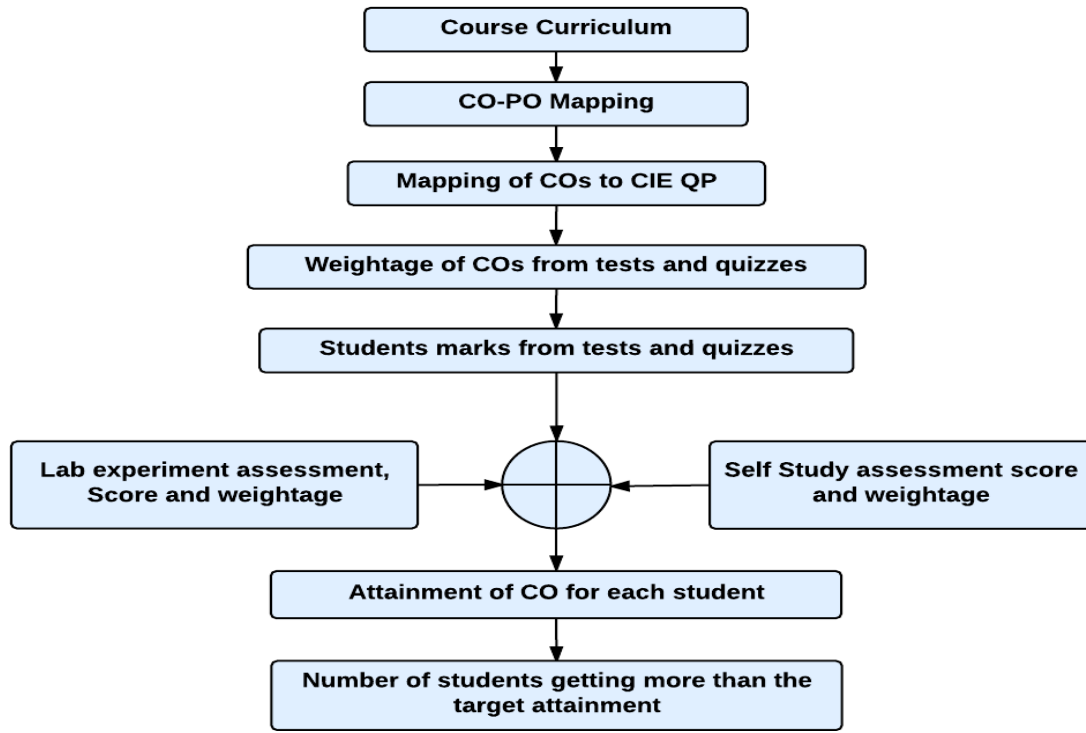 Course Curriculum
CO-PO Mapping
Mapping of COs to CIE QP
Weightage of COs from tests and quizzes
Students marks from tests and quizzes
Lab experiment assessment,
Score and weightage
Self Study assessment score
and weightage
Attainment of CO for each student
Number of students getting more than the
target attainment